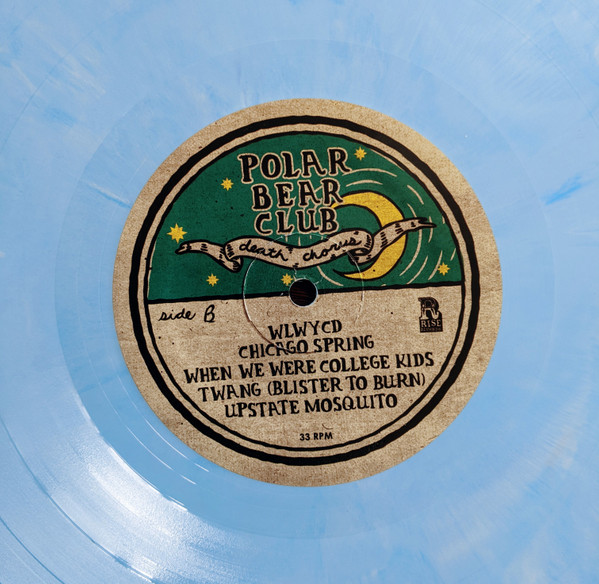 POLAR
BEAR
CLUB
death chorus
side B
R
RISE
WLWYCD
CHICAGO SPRING
WHEN WE WERE COLLEGE KIDS
TWANG (BLISTER TO BURN)
UPSTATE MOSQUITO
33 RPM